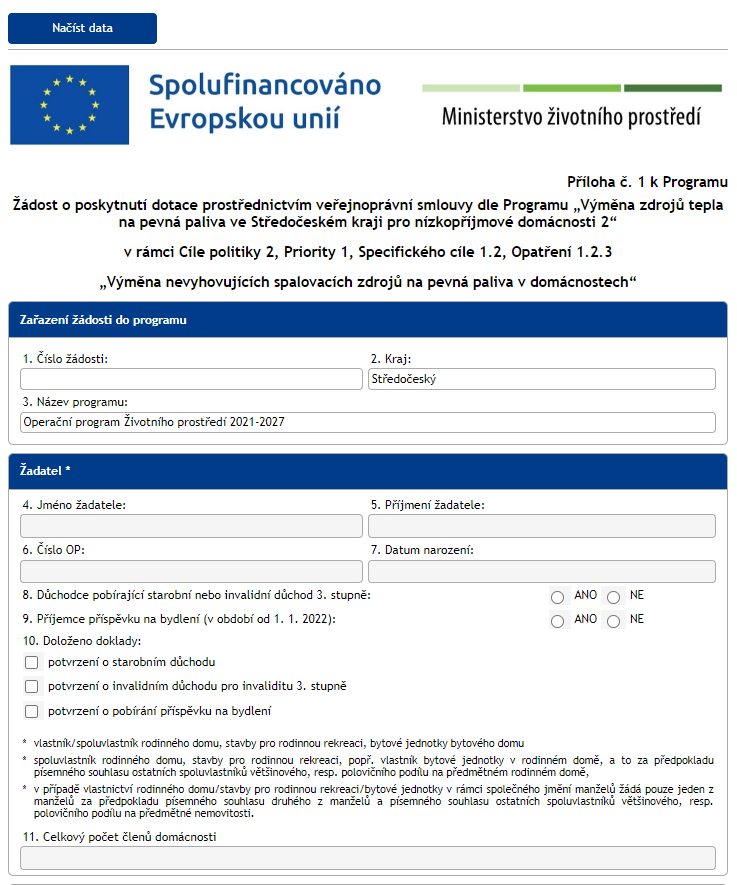 Načíst data
Spolufinancováno
Evropskou unií
Ministerstvo životního prostředí
Příloha č. 1 k Programu
Žádost o poskytnutí dotace prostřednictvím veřejnoprávní smlouvy dle Programu „Výměna zdrojů tepla
na pevná paliva ve Středočeském kraji pro nízkopříjmové domácnosti 2“
v rámci Cíle politiky 2, Priority 1, Specifického cíle 1.2, Opatření 1.2.3
„Výměna nevyhovujících spalovacích zdrojů na pevná paliva v domácnostech“
Zařazení žádosti do programu
1. Číslo žádosti:
2. Kraj:
Středočeský
3. Název programu:
Operační program Životního prostředí 2021-2027
Žadatel *
4. Jméno žadatele:
5. Příjmení žadatele:
6. Číslo OP:
7. Datum narození:
8. Důchodce pobírající starobní nebo invalidní důchod 3. stupně: ANO NE
9. Příjemce příspěvku na bydlení (v období od 1. 1. 2022): ANO NE
10. Doloženo doklady:
potvrzení o starobním důchodu
potvrzení o invalidním důchodu pro invaliditu 3. stupně
potvrzení o pobírání příspěvku na bydlení
* vlastník/spoluvlastník rodinného domu, stavby pro rodinnou rekreaci, bytové jednotky bytového domu
* spoluvlastník rodinného domu, stavby pro rodinnou rekreaci, popř. vlastník bytové jednotky v rodinném domě, a to za předpokladu
písemného souhlasu ostatních spoluvlastníků většinového, resp. polovičního podílu na předmětném rodinném domě,
* v případě vlastnictví rodinného domu/stavby pro rodinnou rekreaci/bytové jednotky v rámci společného jmění manželů žádá pouze jeden z
manželů za předpokladu písemného souhlasu druhého z manželů a písemného souhlasu ostatních spoluvlastníků většinového, resp.
polovičního podílu na předmětné nemovitosti.
11. Celkový počet členů domácnosti